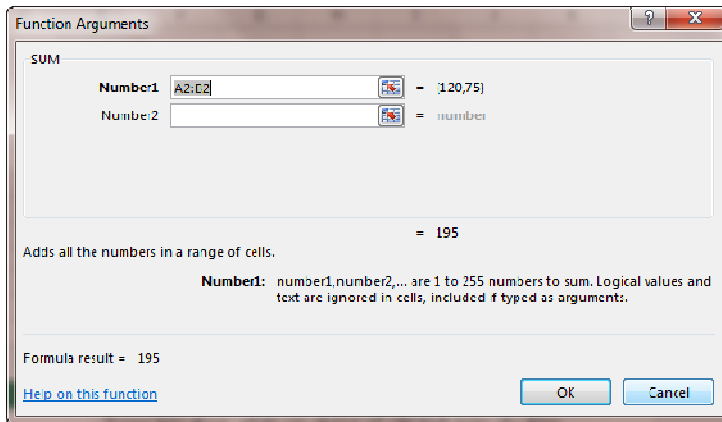 Function Arguments
SUM
Number1 A2:B2 = {120,75}
Number2 = number
= 195
Adds all the numbers in a range of cells.
Number1: number1,number2,... are 1 to 255 numbers to sum. Logical values and
text are ignored in cells, included if typed as arguments.
Formula result = 195
Help on this function
OK Cancel